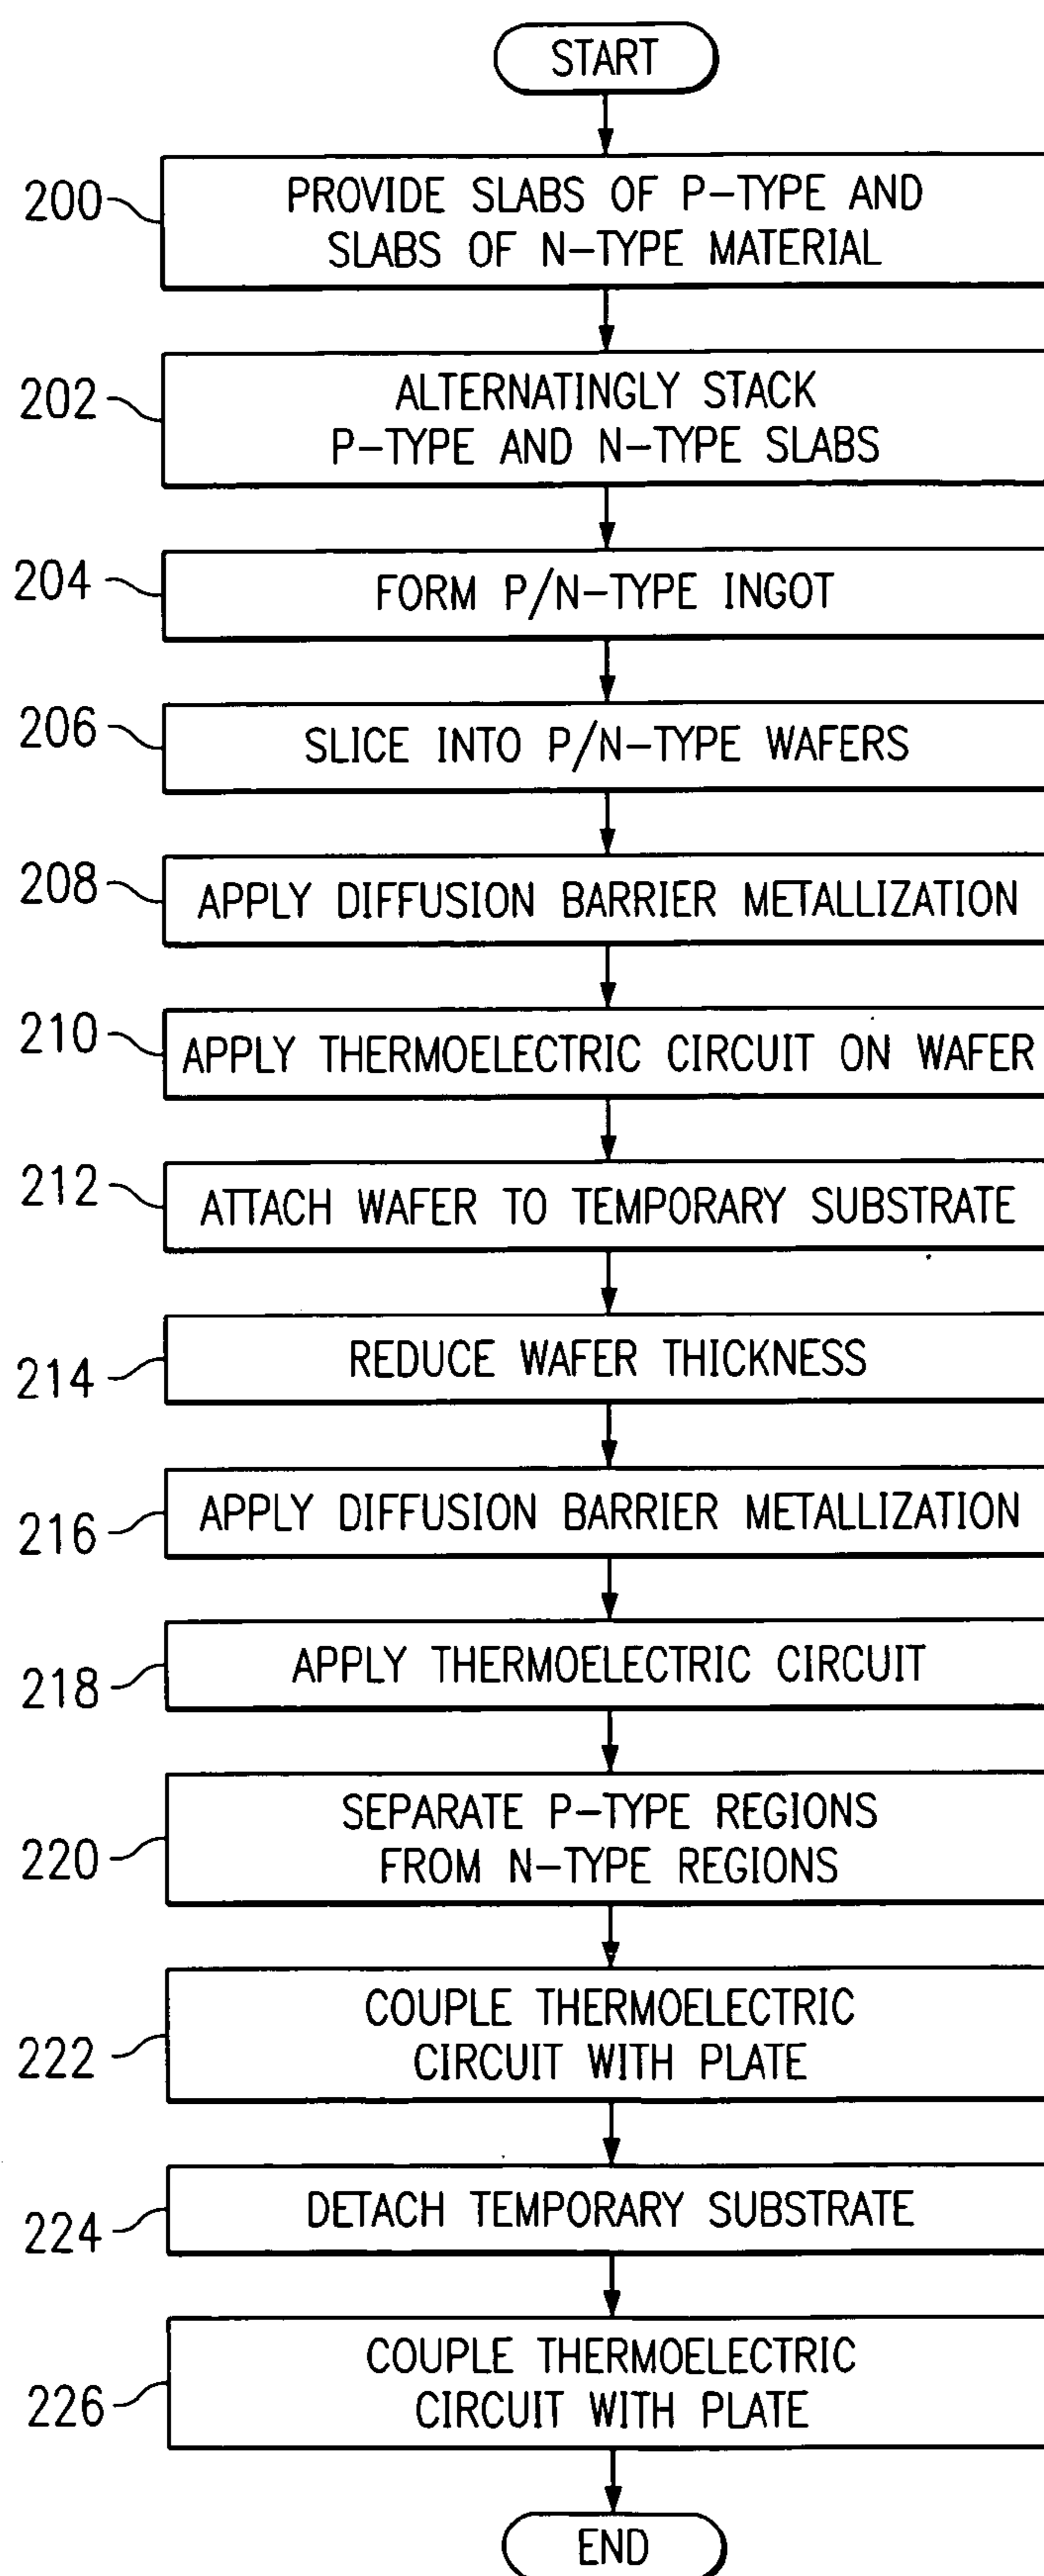 START
200
PROVIDE SLABS OF P-TYPE AND
SLABS OF N-TYPE MATERIAL
202
ALTERNATINGLY STACK
P-TYPE AND N-TYPE SLABS
204
FORM P/N-TYPE INGOT
206
SLICE INTO P/N-TYPE WAFERS
208
APPLY DIFFUSION BARRIER METALLIZATION
210
APPLY THERMOELECTRIC CIRCUIT ON WAFER
212
ATTACH WAFER TO TEMPORARY SUBSTRATE
214
REDUCE WAFER THICKNESS
216
APPLY DIFFUSION BARRIER METALLIZATION
218
APPLY THERMOELECTRIC CIRCUIT
220
SEPARATE P-TYPE REGIONS
FROM N-TYPE REGIONS
222
COUPLE THERMOELECTRIC
CIRCUIT WITH PLATE
224
DETACH TEMPORARY SUBSTRATE
226
COUPLE THERMOELECTRIC
CIRCUIT WITH PLATE
END